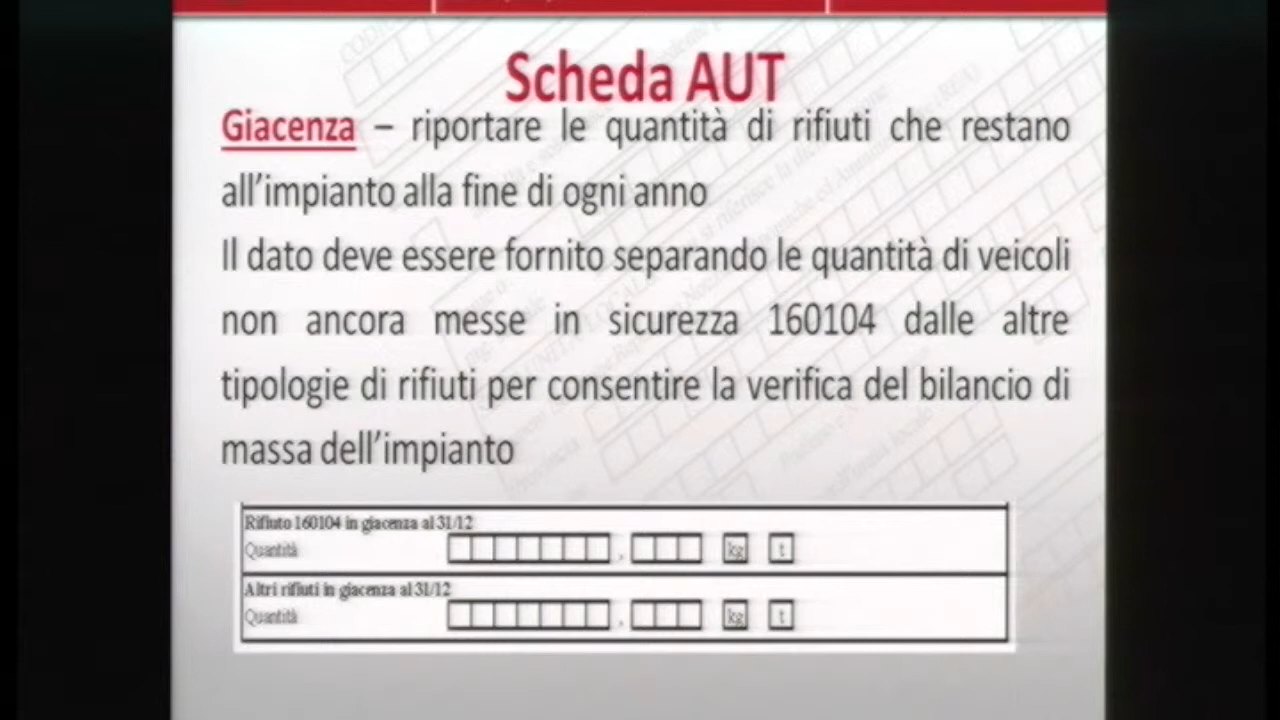 Scheda AUT
Giacenza – riportare le quantità di rifiuti che restano
all'impianto alla fine di ogni anno
Il dato deve essere fornito separando le quantità di veicoli
non ancora messe in sicurezza 160104 dalle altre
tipologie di rifiuti per consentire la verifica del bilancio di
massa dell'impianto
Rifiuto 160104 in giacenza al 31/12
Quantità , kg t
Altri rifiuti in giacenza al 31/12
Quantità , kg t